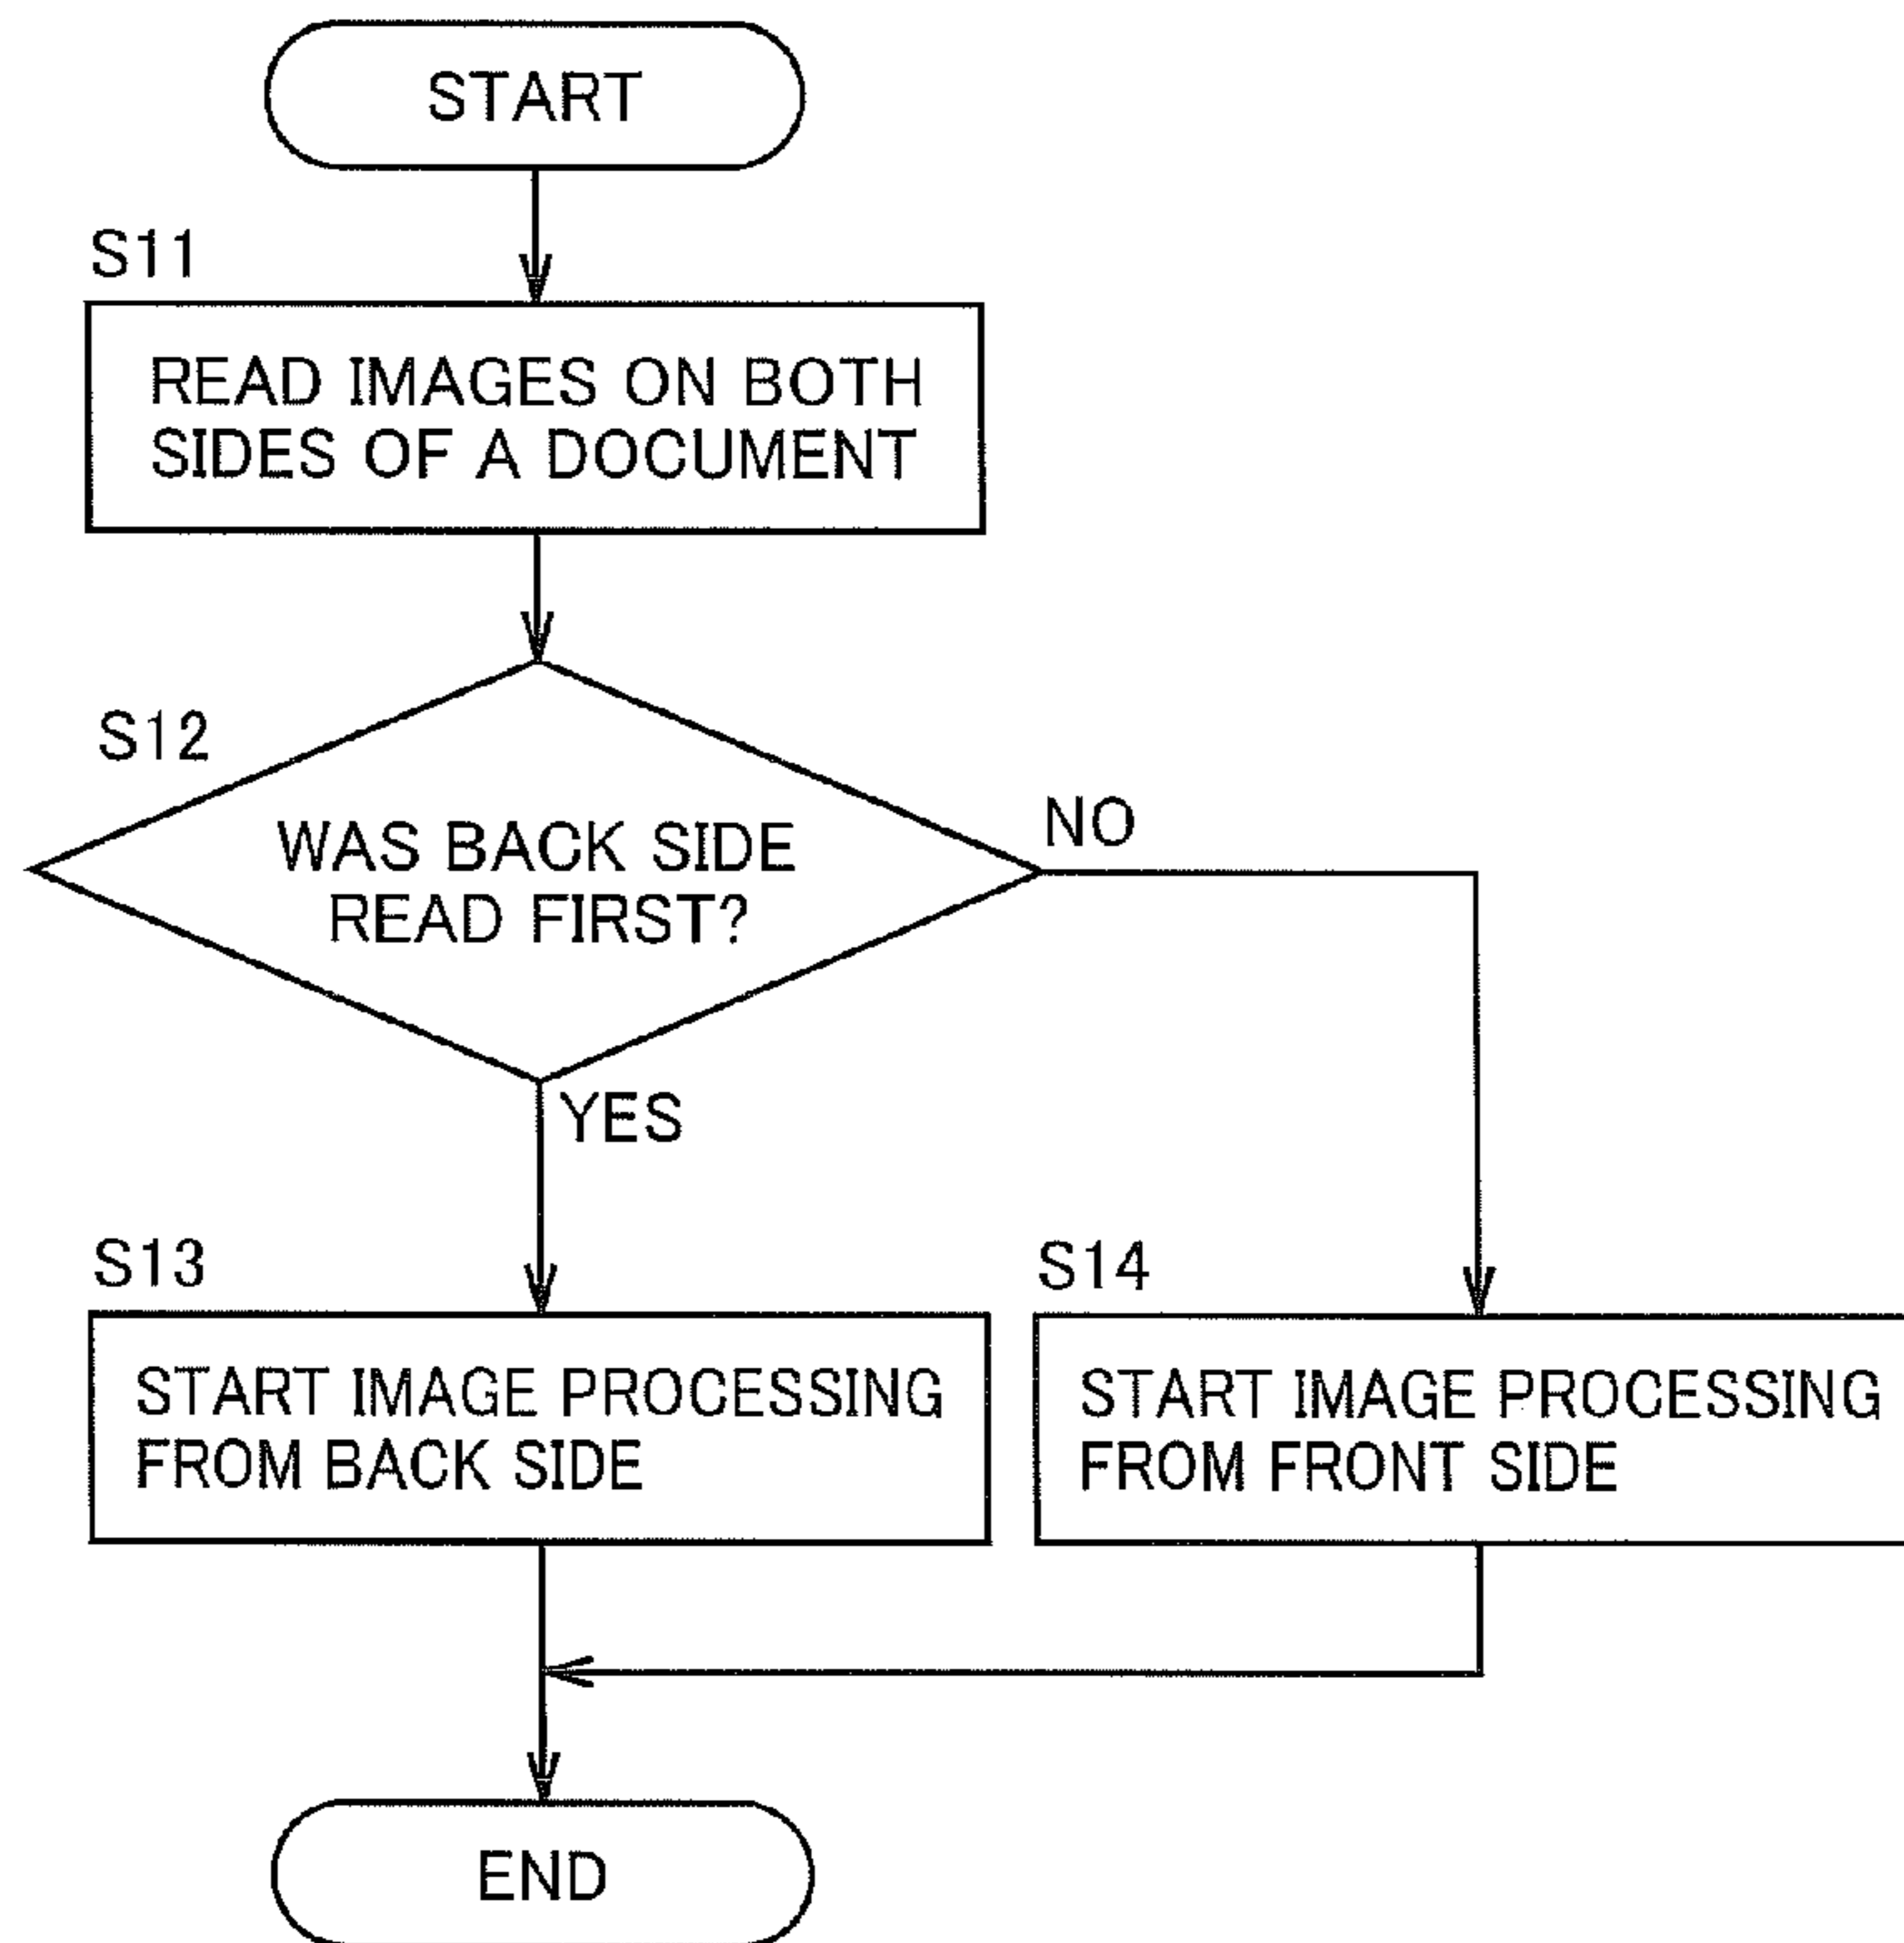 START
S11
READ IMAGES ON BOTH
SIDES OF A DOCUMENT
S12
WAS BACK SIDE
READ FIRST?
NO
YES
S13
START IMAGE PROCESSING
FROM BACK SIDE
S14
START IMAGE PROCESSING
FROM FRONT SIDE
END